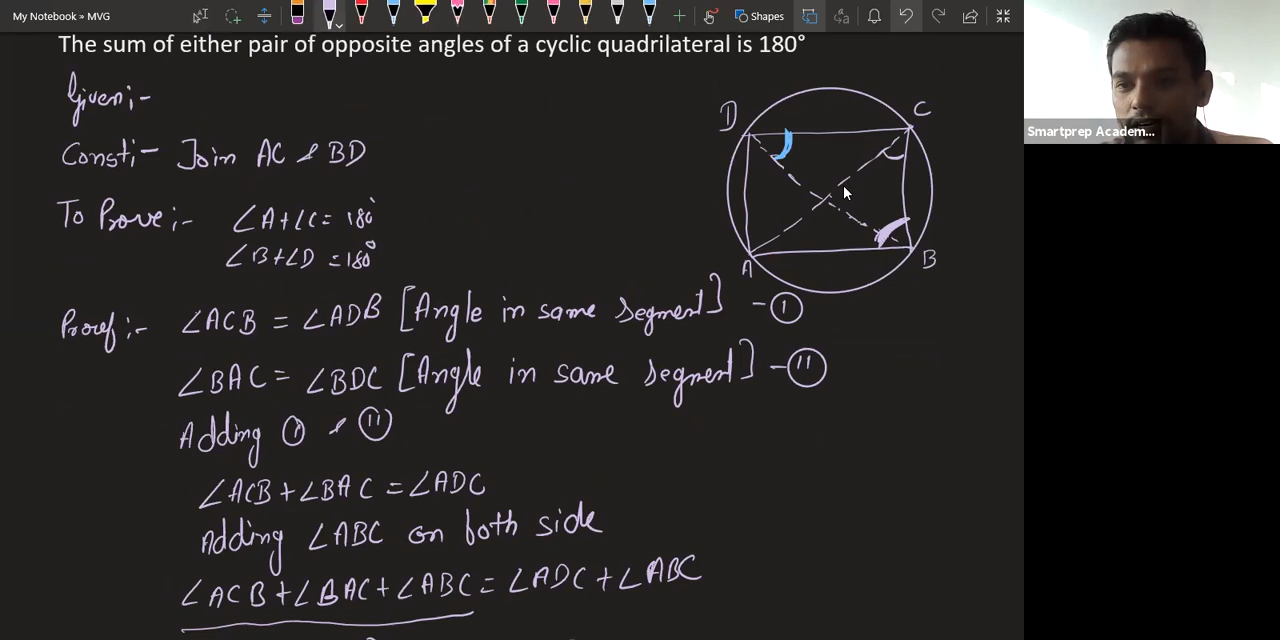 My Notebook » MVG
Shapes
The sum of either pair of opposite angles of a cyclic quadrilateral is 180°
Given:-
Const:- Join AC & BD
To Prove:- ∠A+∠C=180°
∠B+∠D=180°
D C
A B
Smartprep Academ...
Proof:- ∠ACB = ∠ADB [Angle in same segment] -(I)
∠BAC = ∠BDC [Angle in same segment] -(II)
Adding (I) & (II)
∠ACB+∠BAC=∠ADC
Adding ∠ABC on both side
∠ACB+∠BAC+∠ABC=∠ADC+∠ABC